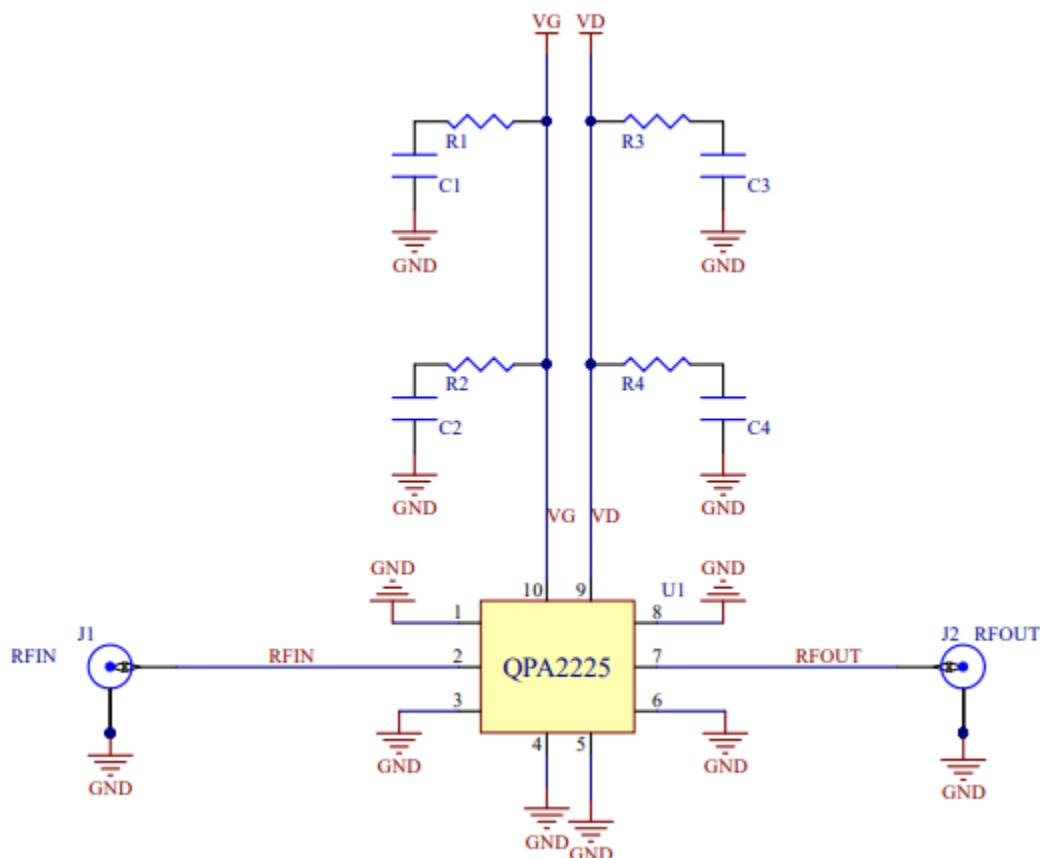 VG VD
R1 R3
C1 C3
GND GND
R2 R4
C2 C4
GND GND
VG VD
GND GND
10 9 U1
1 8
J1 J2 RFOUT
RFIN RFIN 2 QPA2225 7 RFOUT
3 6
4 5
GND GND
GND GND
GND
GND